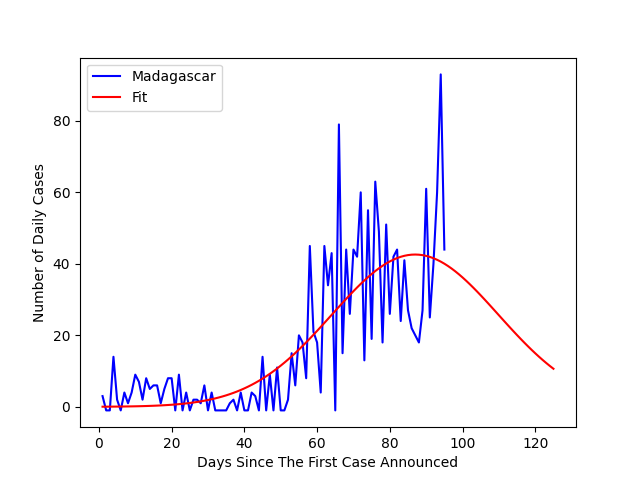 Madagascar
Fit
Number of Daily Cases
80
60
40
20
0
0 20 40 60 80 100 120
Days Since The First Case Announced